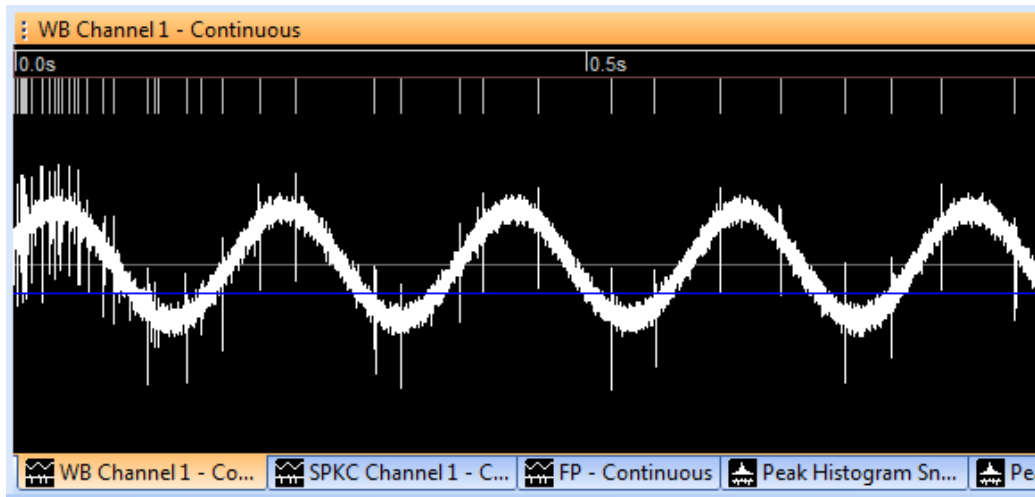 WB Channel 1 - Continuous
0.0s 0.5s
WB Channel 1 - Co... SPKC Channel 1 - C... FP - Continuous Peak Histogram Sn... Pe